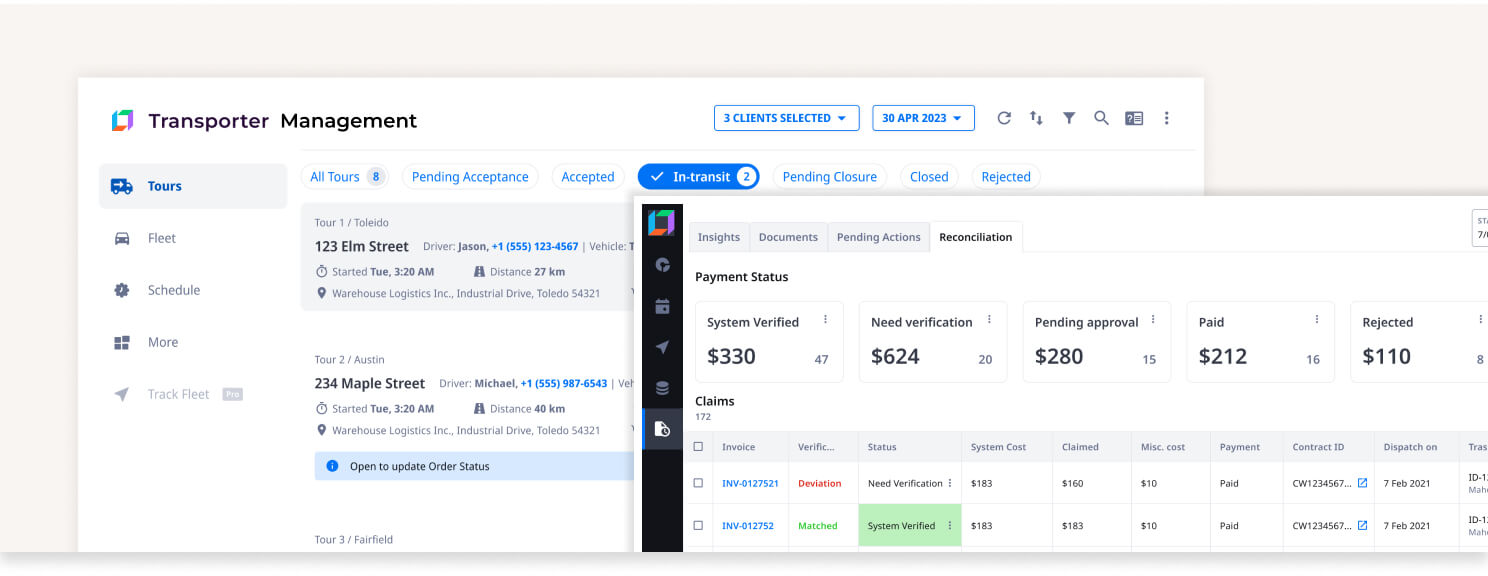 Transporter Management
3 CLIENTS SELECTED
30 APR 2023
Tours
Fleet
Schedule
More
Track Fleet Pro
All Tours 8
Pending Acceptance
Accepted
In-transit 2
Pending Closure
Closed
Rejected
Tour 1 / Toleido
123 Elm Street Driver: Jason, +1 (555) 123-4567 | Vehicle:
Started Tue, 3:20 AM Distance 27 km
Warehouse Logistics Inc., Industrial Drive, Toledo 54321
Tour 2 / Austin
234 Maple Street Driver: Michael, +1 (555) 987-6543 |
Started Tue, 3:20 AM Distance 40 km
Warehouse Logistics Inc., Industrial Drive, Toledo 54321
Open to update Order Status
Tour 3 / Fairfield
Insights Documents Pending Actions Reconciliation
Payment Status
System Verified
$330 47
Need verification
$624 20
Pending approval
$280 15
Paid
$212 16
Rejected
$110 8
Claims
172
Invoice Verific... Status System Cost Claimed Misc. cost Payment Contract ID Dispatch on
INV-0127521 Deviation Need Verification $183 $160 $10 Paid CW1234567... 7 Feb 2021
INV-012752 Matched System Verified $183 $183 $10 Paid CW1234567... 7 Feb 2021